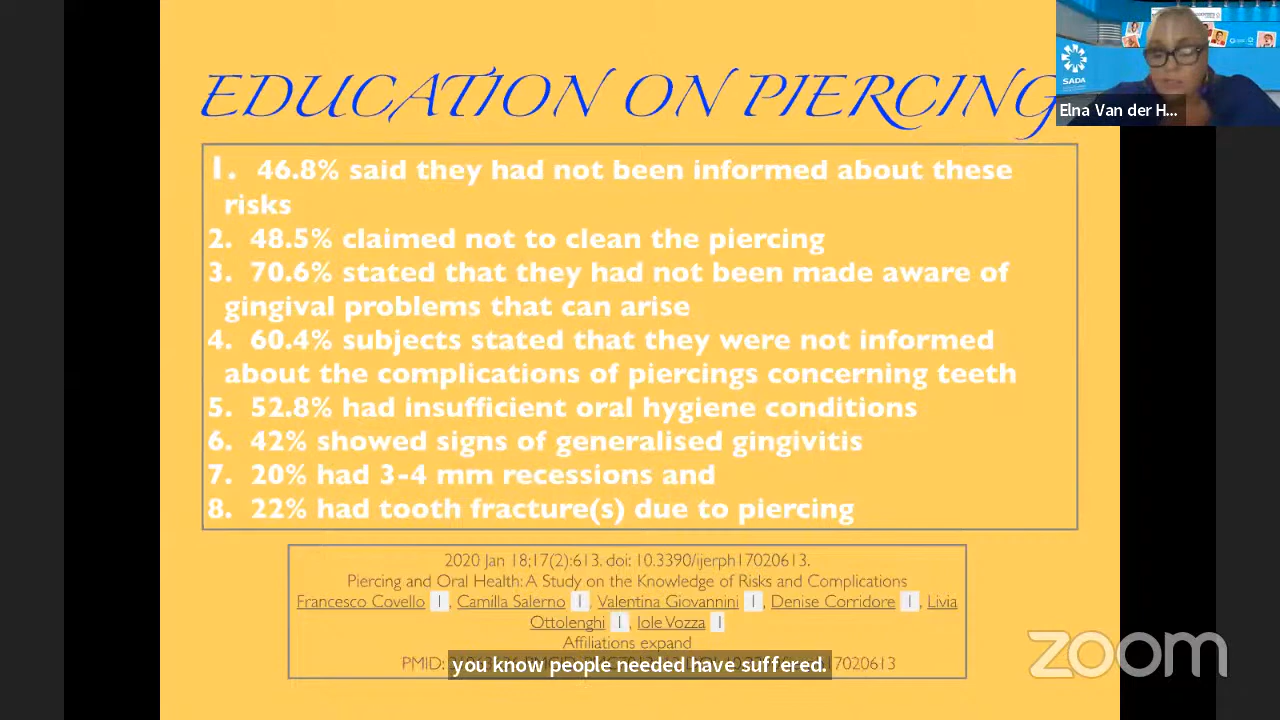 EDUCATION ON PIERCING
SADA
Elna Van der H...
1. 46.8% said they had not been informed about these
risks
2. 48.5% claimed not to clean the piercing
3. 70.6% stated that they had not been made aware of
gingival problems that can arise
4. 60.4% subjects stated that they were not informed
about the complications of piercings concerning teeth
5. 52.8% had insufficient oral hygiene conditions
6. 42% showed signs of generalised gingivitis
7. 20% had 3-4 mm recessions and
8. 22% had tooth fracture(s) due to piercing
2020 Jan 18;17(2):613. doi: 10.3390/ijerph17020613.
Piercing and Oral Health: A Study on the Knowledge of Risks and Complications
Francesco Covello 1, Camilla Salerno 1, Valentina Giovannini 1, Denise Corridore 1, Livia
Ottolenghi 1, Iole Vozza 1
Affiliations expand
PMID: 17020613
you know people needed have suffered.
zoom